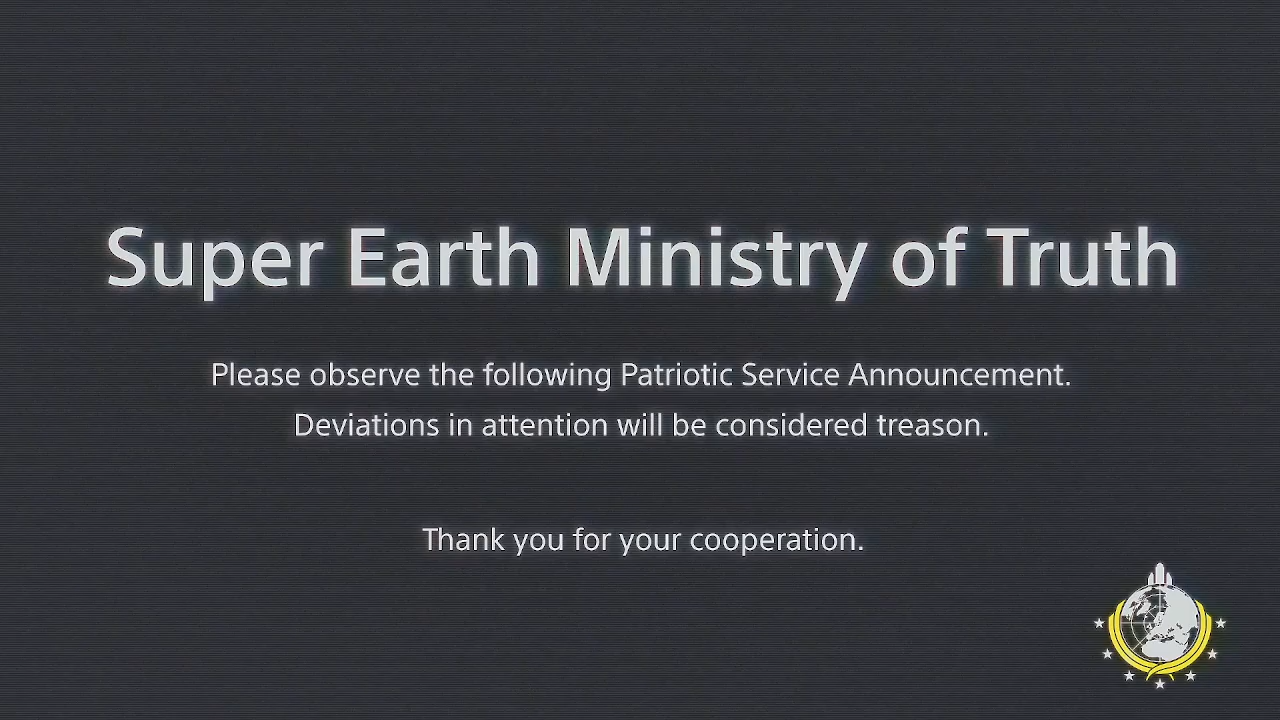 Super Earth Ministry of Truth
Please observe the following Patriotic Service Announcement.
Deviations in attention will be considered treason.
Thank you for your cooperation.